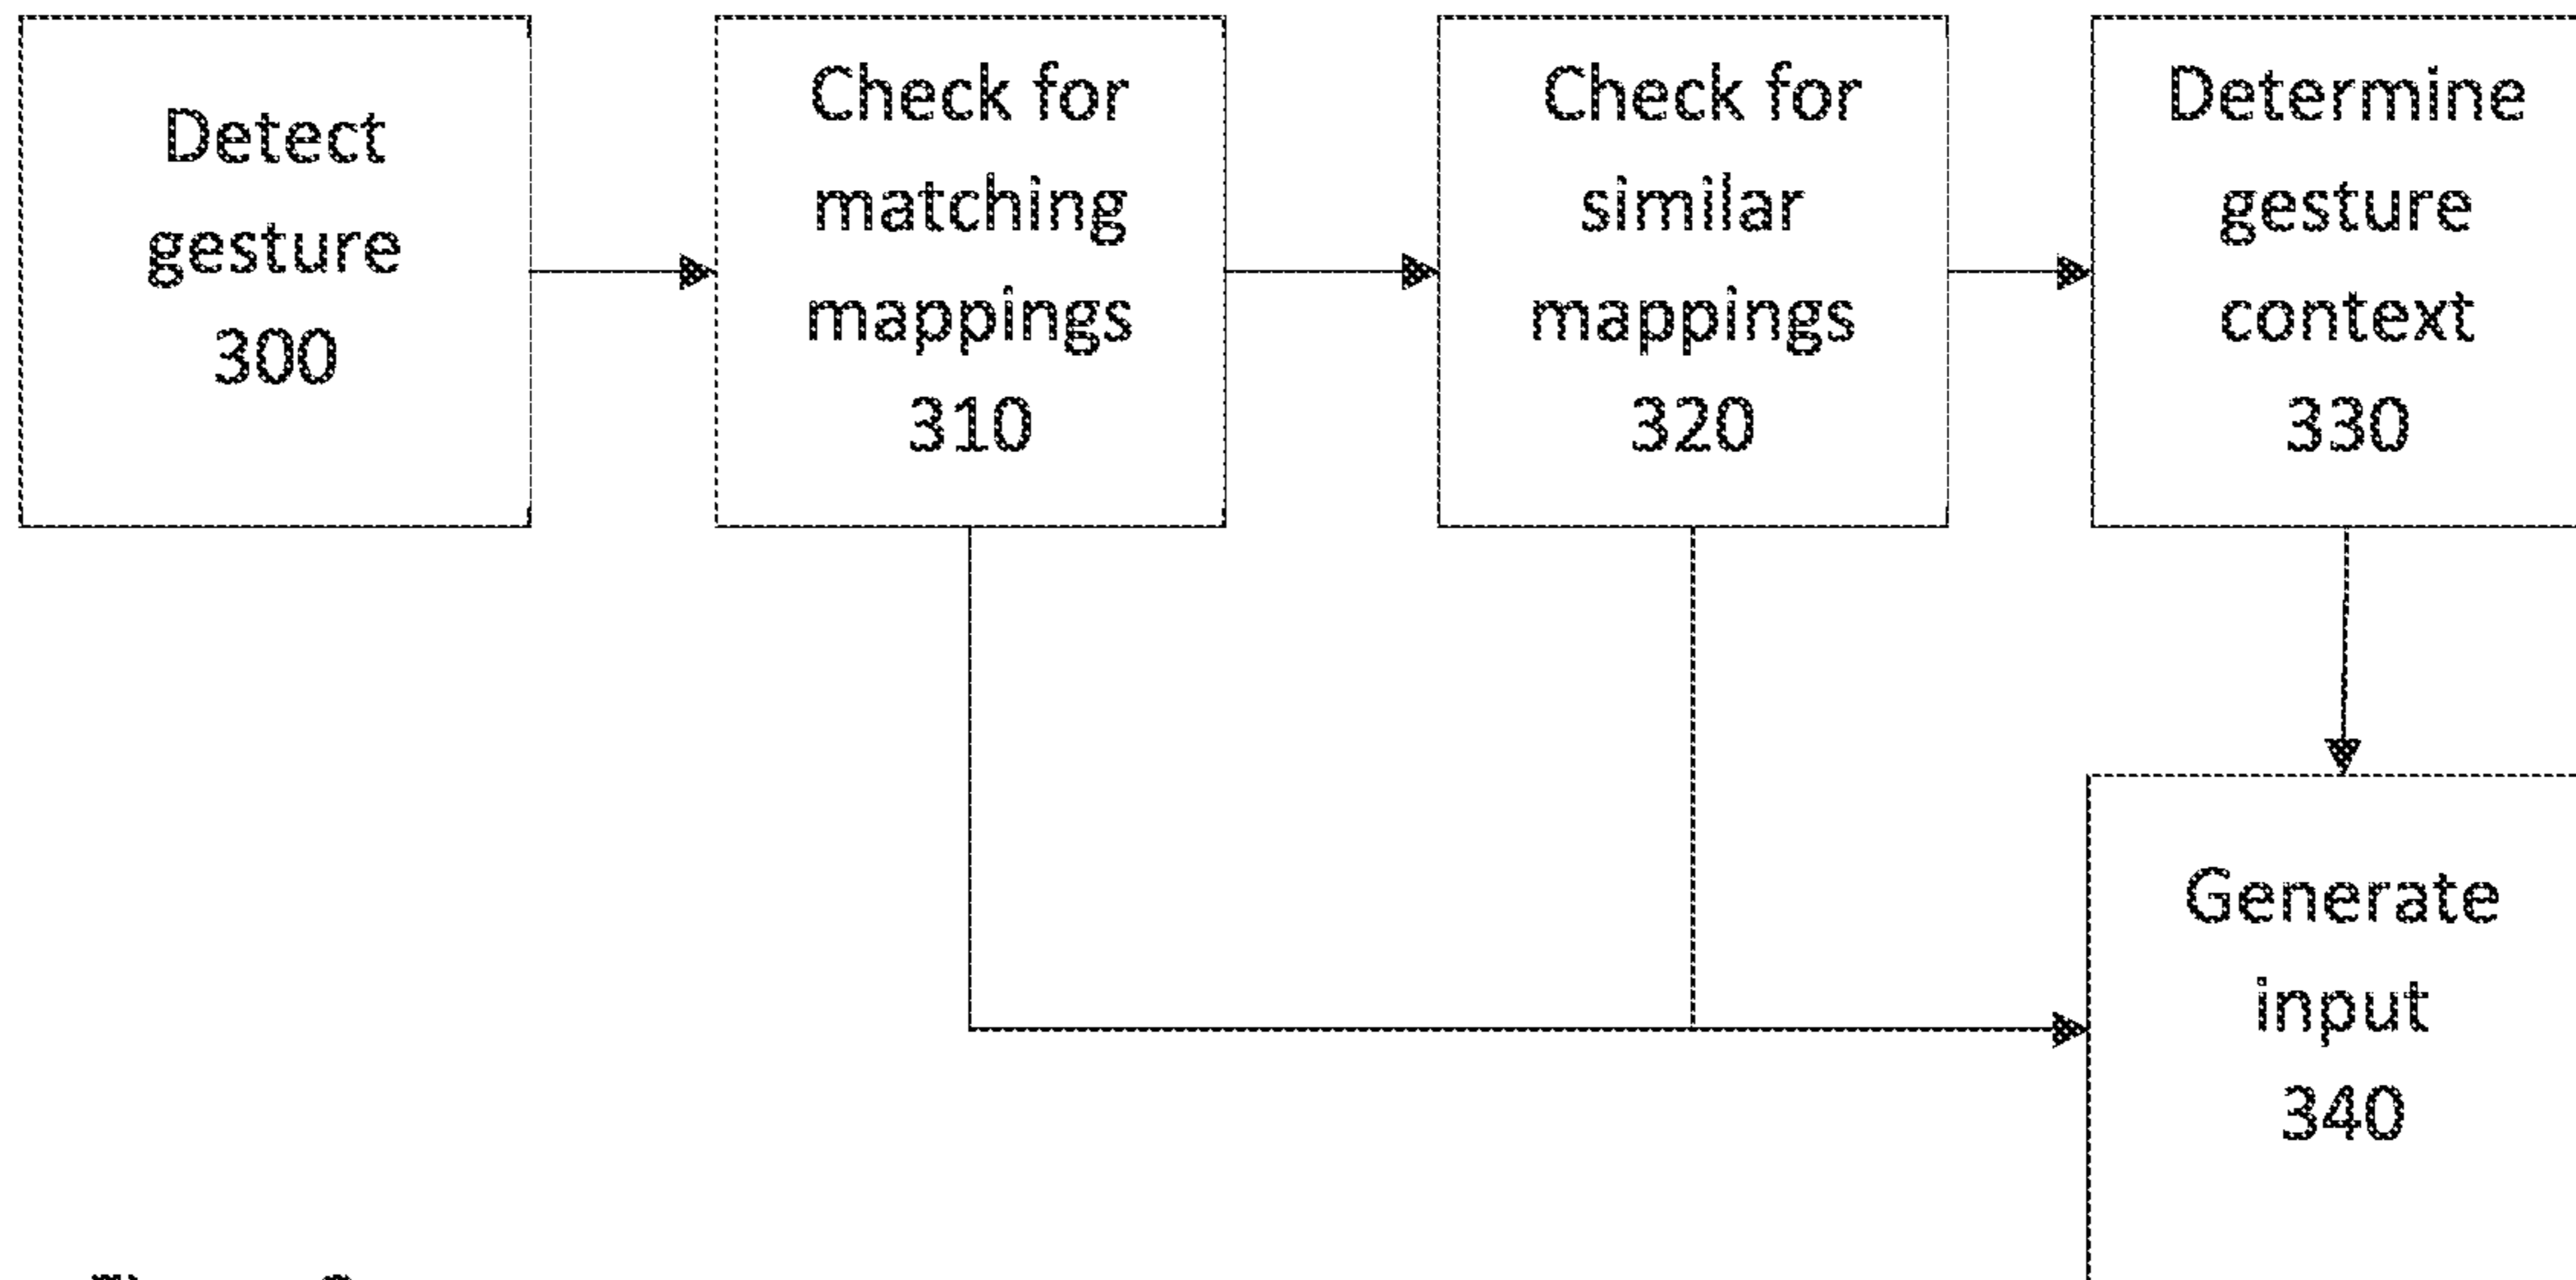 Detect
gesture
300
Check for
matching
mappings
310
Check for
similar
mappings
320
Determine
gesture
context
330
Generate
input
340